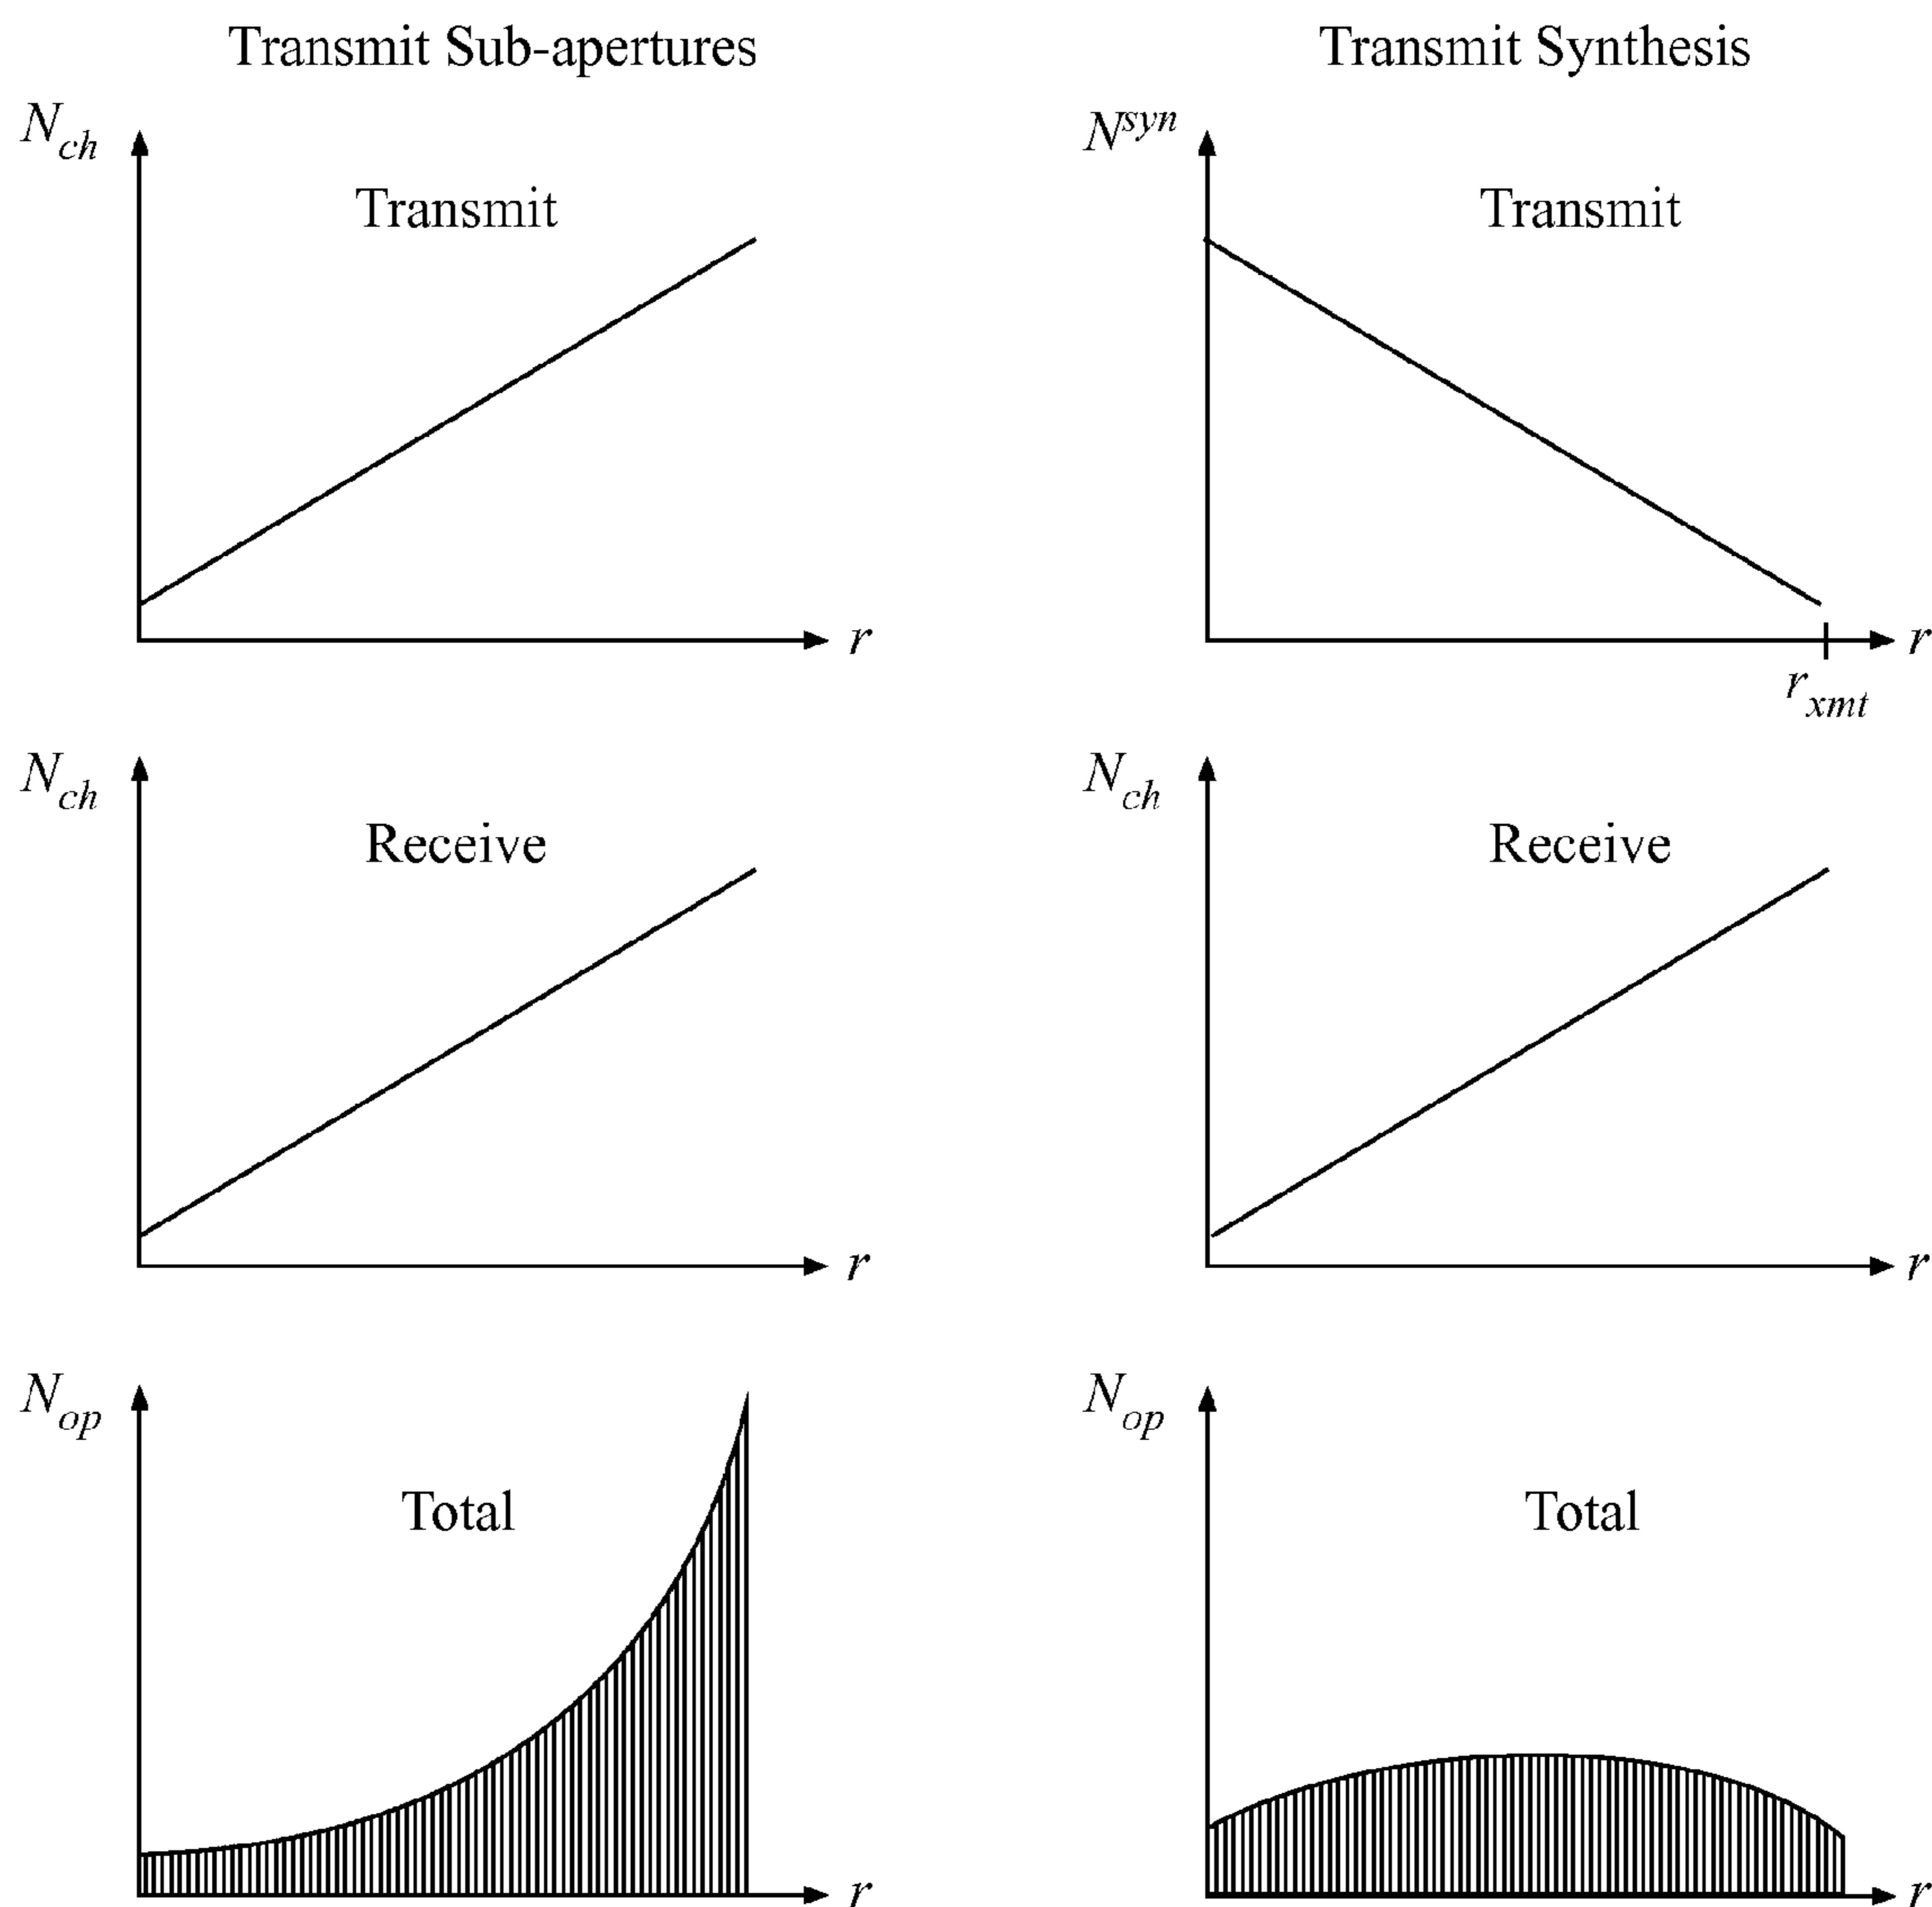 Transmit Sub-apertures
Transmit Synthesis
N_ch
Transmit
r
N^syn
Transmit
r
r_xmt
N_ch
Receive
r
N_ch
Receive
r
N_op
Total
r
N_op
Total
r